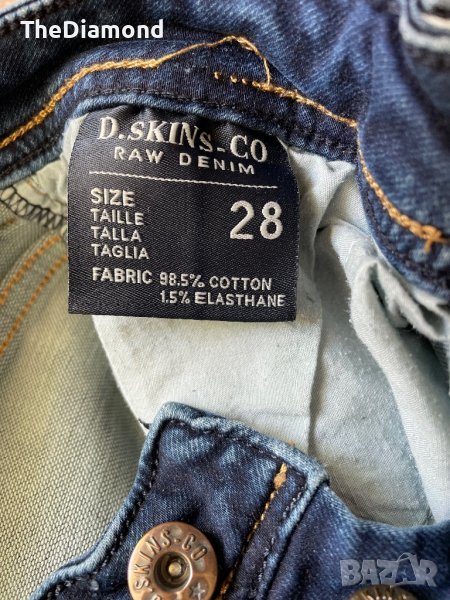 TheDiamond
D.SKINS-CO
RAW DENIM
SIZE
TAILLE
TALLA
TAGLIA
28
FABRIC 98.5% COTTON
1.5% ELASTHANE
SKINS-CO
BAZAR